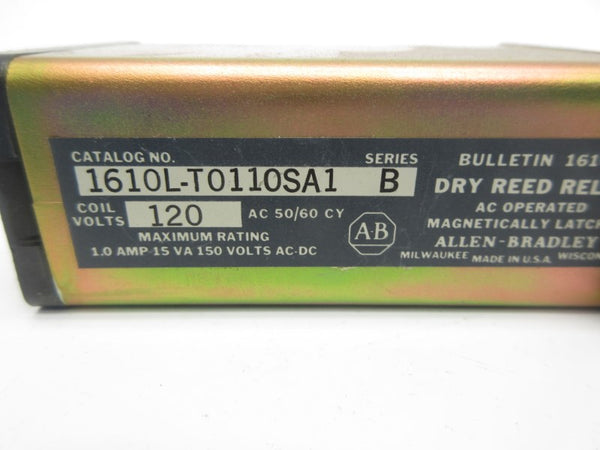 CATALOG NO. SERIES
1610L-T0110SA1 B
COIL VOLTS 120 AC 50/60 CY
MAXIMUM RATING
1.0 AMP 15 VA 150 VOLTS AC-DC
A-B
BULLETIN 161
DRY REED REL
AC OPERATED
MAGNETICALLY LATCH
ALLEN-BRADLEY
MILWAUKEE MADE IN U.S.A. WISCON